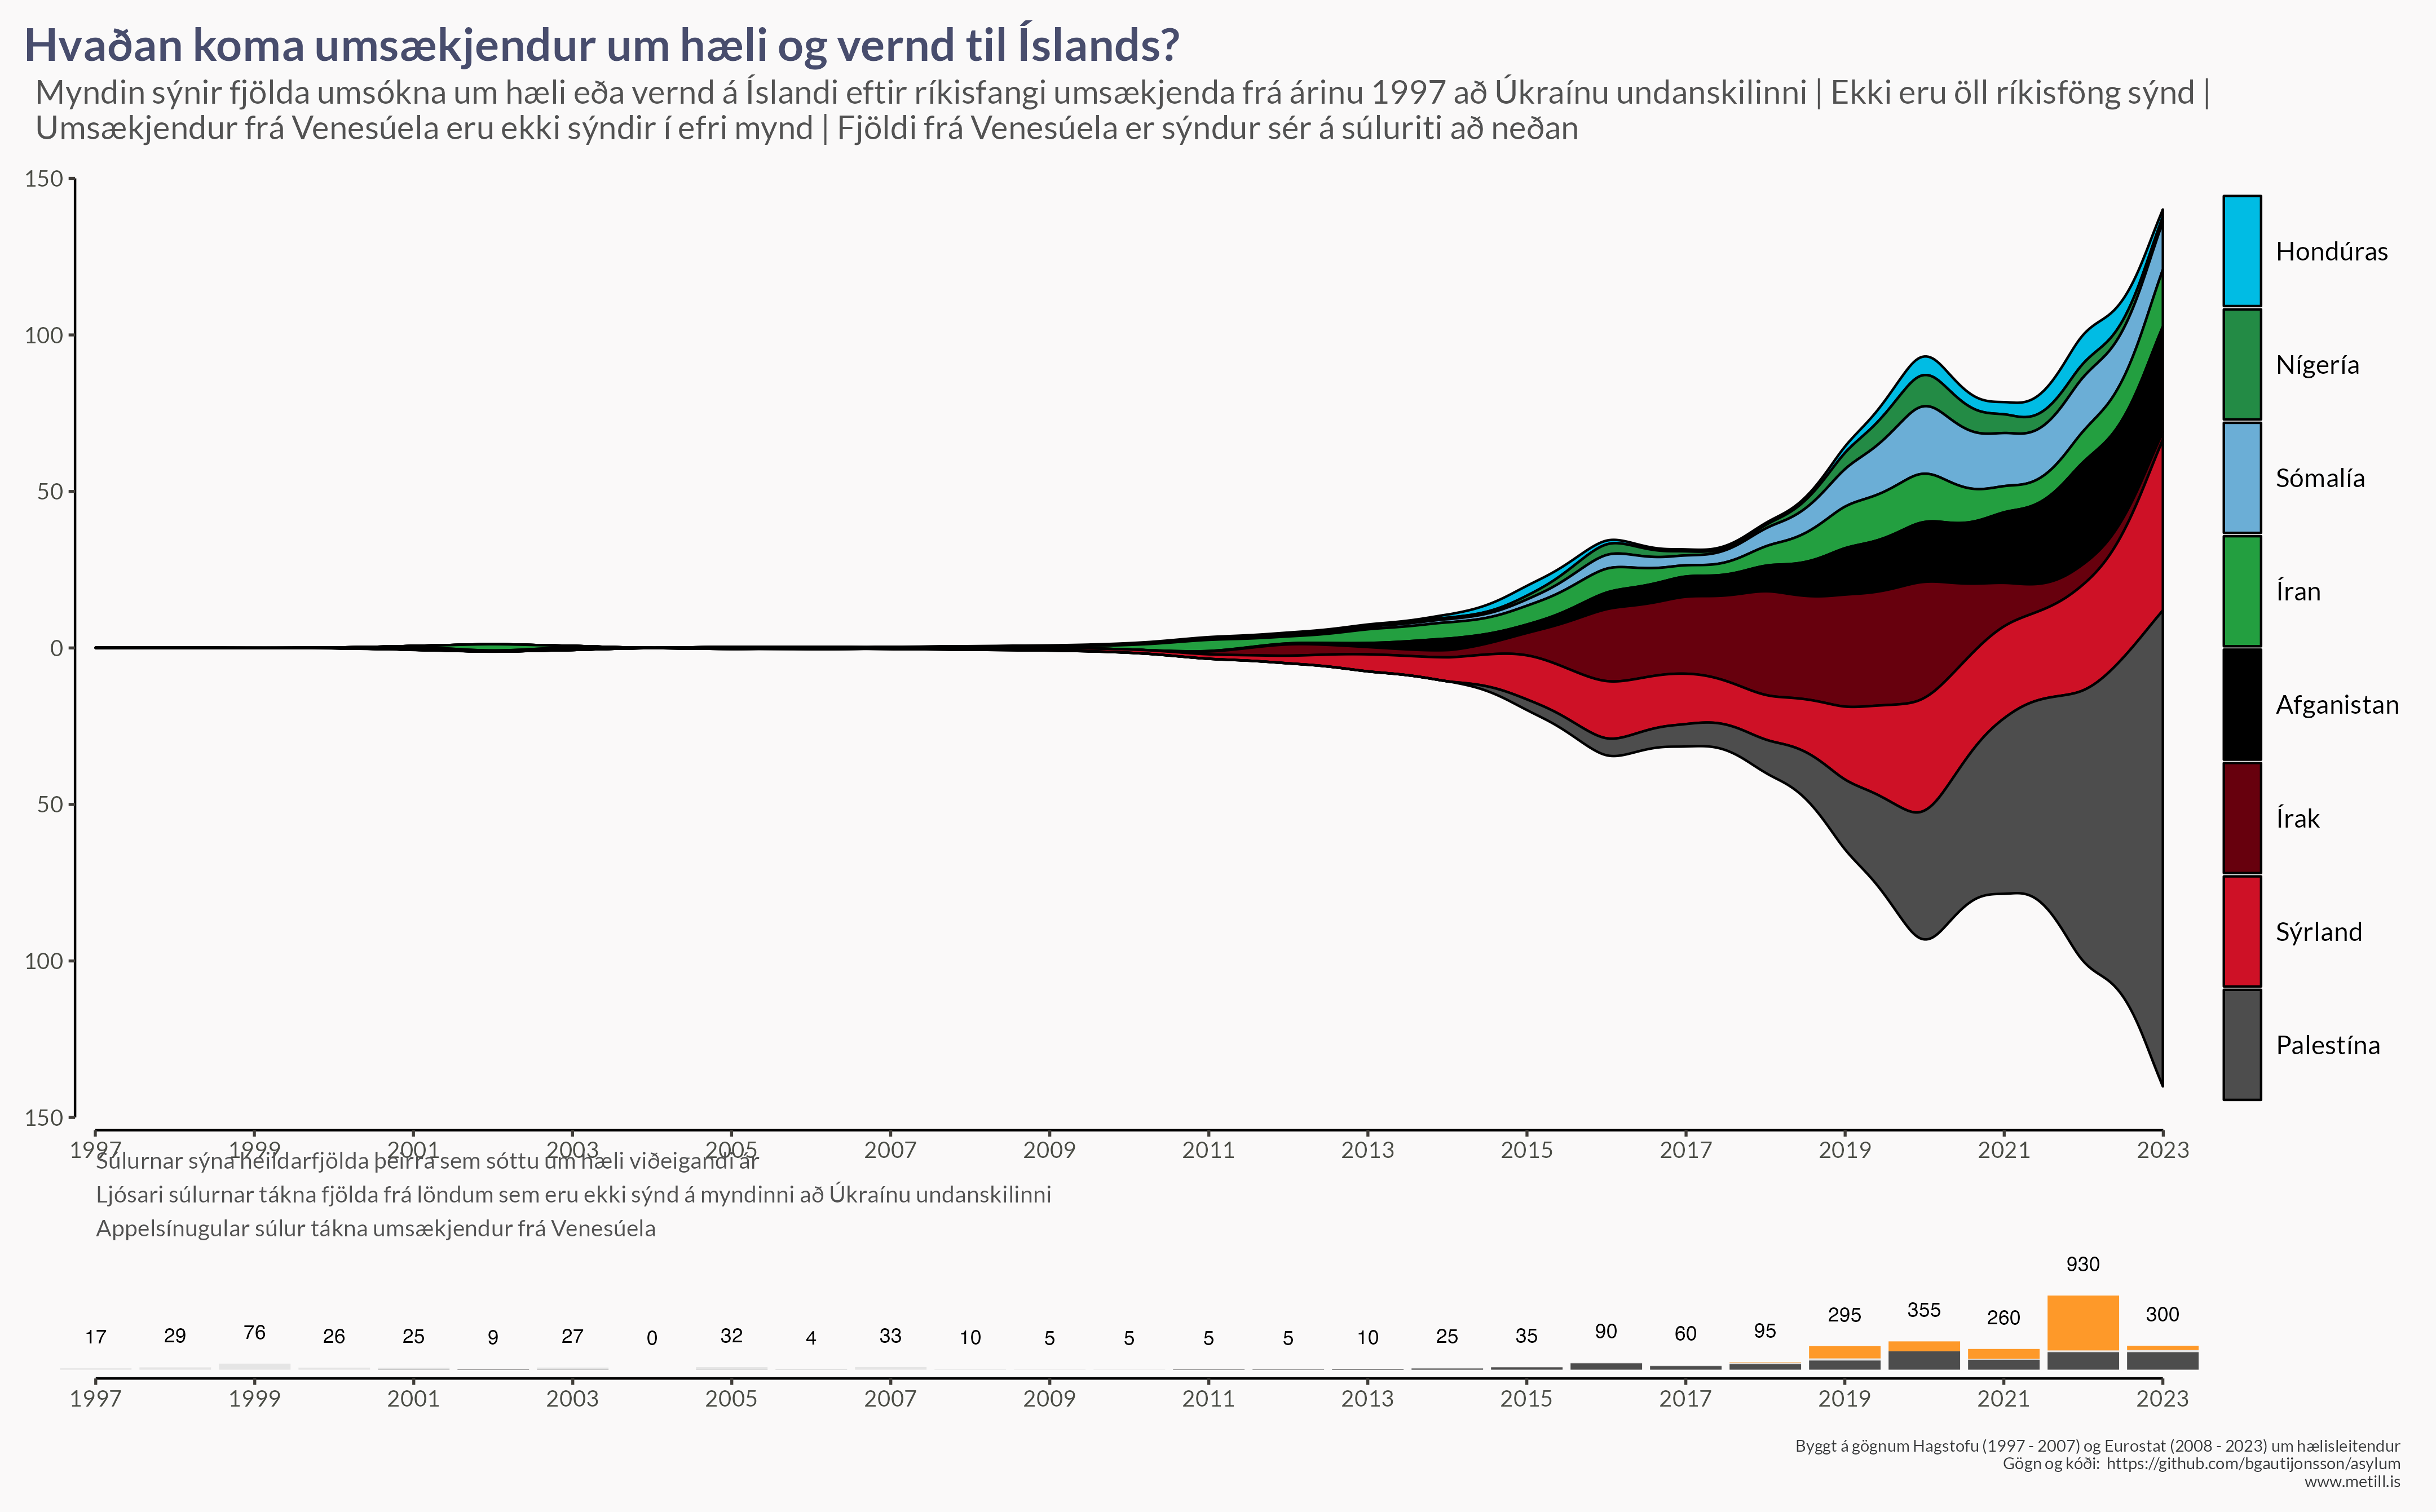 Hvaðan koma umsækjendur um hæli og vernd til Íslands?
Myndin sýnir fjölda umsókna um hæli eða vernd á Íslandi eftir ríkisfangi umsækjenda frá árinu 1997 að Úkraínu undanskilinni | Ekki eru öll ríkisföng sýnd |
Umsækjendur frá Venesúela eru ekki sýndir í efri mynd | Fjöldi frá Venesúela er sýndur sér á súluriti að neðan
150
100
50
0
50
100
150
Hondúras
Nígería
Sómalía
Íran
Afganistan
Írak
Sýrland
Palestína
1997 1999 2001 2003 2005 2007 2009 2011 2013 2015 2017 2019 2021 2023
Súlurnar sýna heildarfjölda þeirra sem sóttu um hæli viðeigandi ár
Ljósari súlurnar tákna fjölda frá löndum sem eru ekki sýnd á myndinni að Úkraínu undanskilinni
Appelsínugular súlur tákna umsækjendur frá Venesúela
17 29 76 26 25 9 27 0 32 4 33 10 5 5 5 5 10 25 35 90 60 95 295 355 260 930 300
1997 1999 2001 2003 2005 2007 2009 2011 2013 2015 2017 2019 2021 2023
Byggt á gögnum Hagstofu (1997 - 2007) og Eurostat (2008 - 2023) um hælisleitendur
Gögn og kóði: https://github.com/bgautijonsson/asylum
www.metill.is